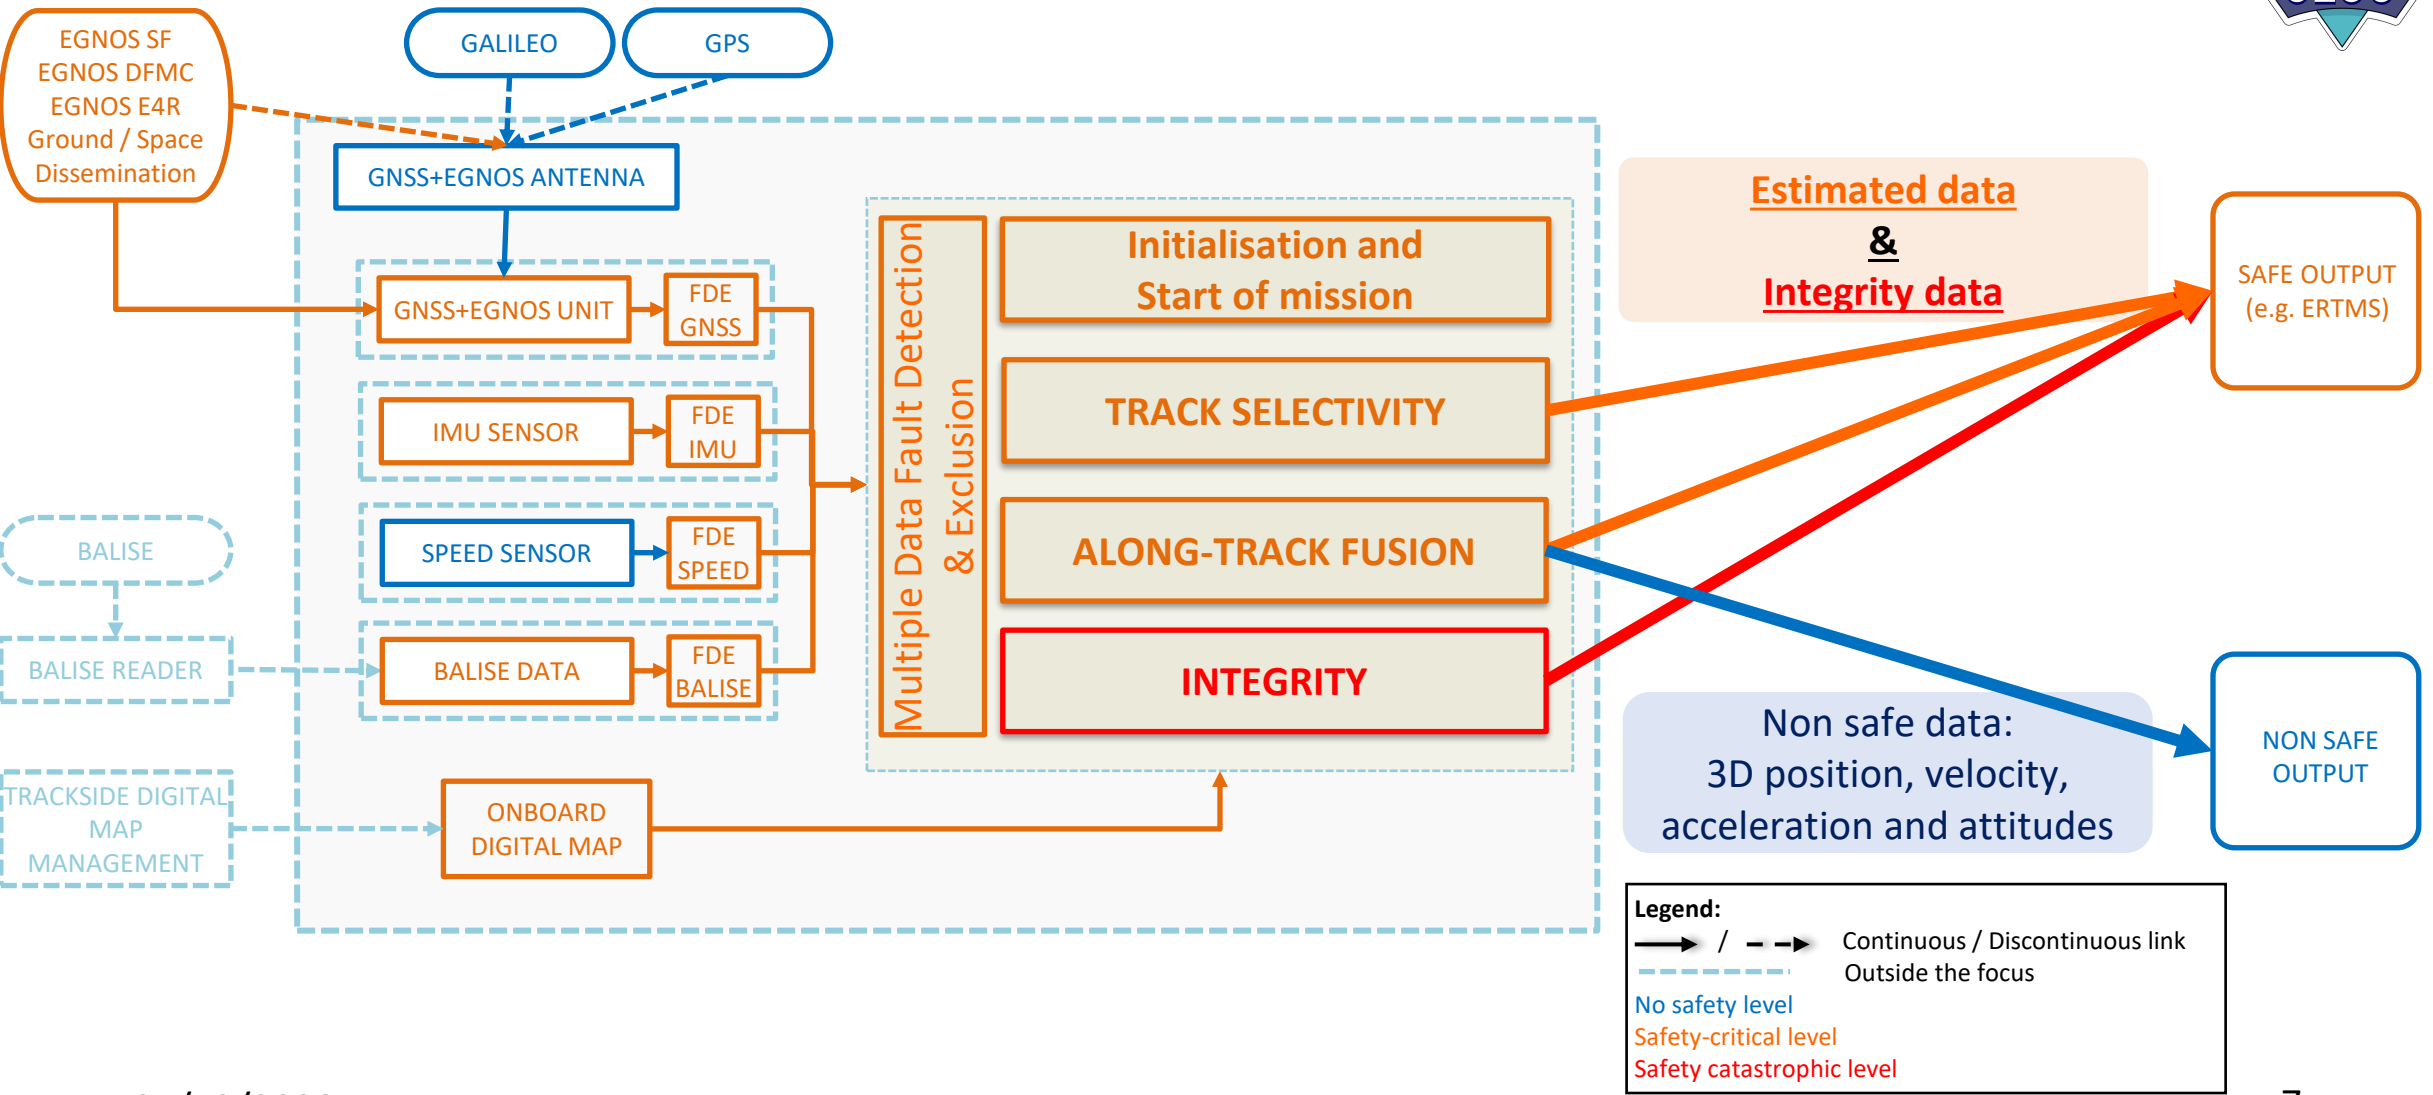 EGNOS SF
EGNOS DFMC
EGNOS E4R
Ground / Space
Dissemination
GALILEO
GPS
GNSS+EGNOS ANTENNA
GNSS+EGNOS UNIT
FDE
GNSS
IMU SENSOR
FDE
IMU
SPEED SENSOR
FDE
SPEED
BALISE DATA
FDE
BALISE
BALISE
BALISE READER
TRACKSIDE DIGITAL
MAP
MANAGEMENT
ONBOARD
DIGITAL MAP
Multiple Data Fault Detection
& Exclusion
Initialisation and
Start of mission
TRACK SELECTIVITY
ALONG-TRACK FUSION
INTEGRITY
Estimated data
&
Integrity data
SAFE OUTPUT
(e.g. ERTMS)
Non safe data:
3D position, velocity,
acceleration and attitudes
NON SAFE
OUTPUT
Legend:
/ Continuous / Discontinuous link
Outside the focus
No safety level
Safety-critical level
Safety catastrophic level